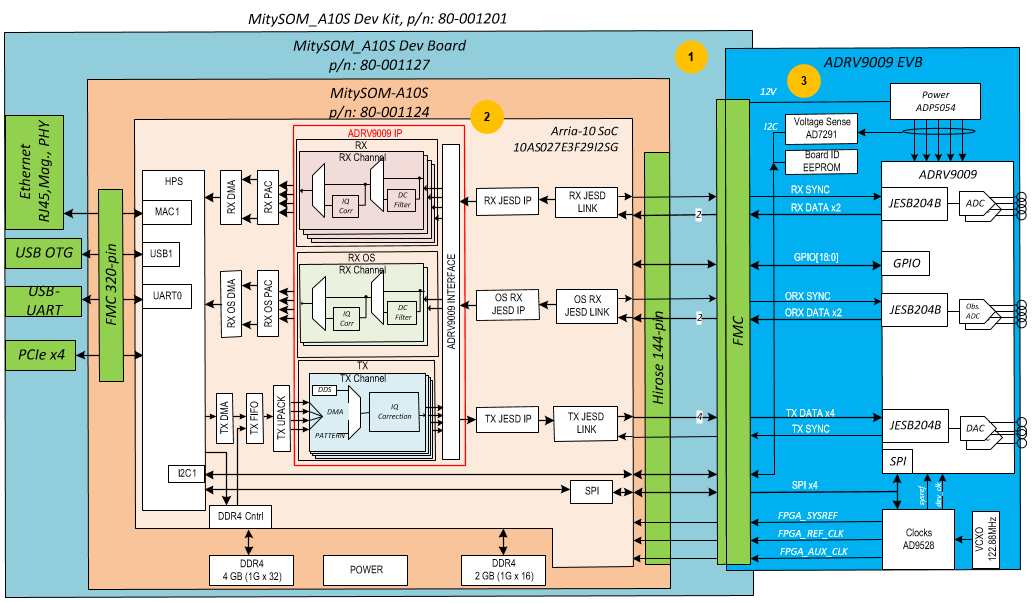 MitySOM_A10S Dev Kit, p/n: 80-001201
MitySOM_A10S Dev Board
p/n: 80-001127
1
ADRV9009 EVB
3
MitySOM-A10S
p/n: 80-001124
2
Arria-10 SoC
10AS027E3F29I2SG
Ethernet
RJ45,Mag., PHY
USB OTG
USB-
UART
PCIe x4
FMC 320-pin
HPS
MAC1
USB1
UART0
I2C1
DDR4 Cntrl
RX DMA
RX PAC
RX OS DMA
RX OS PAC
TX DMA
TX FIFO
TX UPACK
ADRV9009 IP
RX
RX Channel
IQ
Corr
DC
Filter
RX OS
RX Channel
IQ
Corr
DC
Filter
TX
TX Channel
DDS
DMA
PATTERN
IQ
Correction
ADRV9009 INTERFACE
RX JESD IP
RX JESD
LINK
OS RX
JESD IP
OS RX
JESD LINK
TX JESD IP
TX JESD
LINK
SPI
DDR4
4 GB (1G x 32)
POWER
DDR4
2 GB (1G x 16)
Hirose 144-pin
2
2
4
FMC
12V
I2C
Power
ADP5054
Voltage Sense
AD7291
Board ID
EEPROM
ADRV9009
RX SYNC
RX DATA x2
JESB204B
ADC
GPIO[18:0]
GPIO
ORX SYNC
ORX DATA x2
JESB204B
Obs.
ADC
TX DATA x4
TX SYNC
JESB204B
DAC
SPI
SPI x4
sysref
dev_clk
FPGA_SYSREF
FPGA_REF_CLK
FPGA_AUX_CLK
Clocks
AD9528
VCXO
122.88MHz